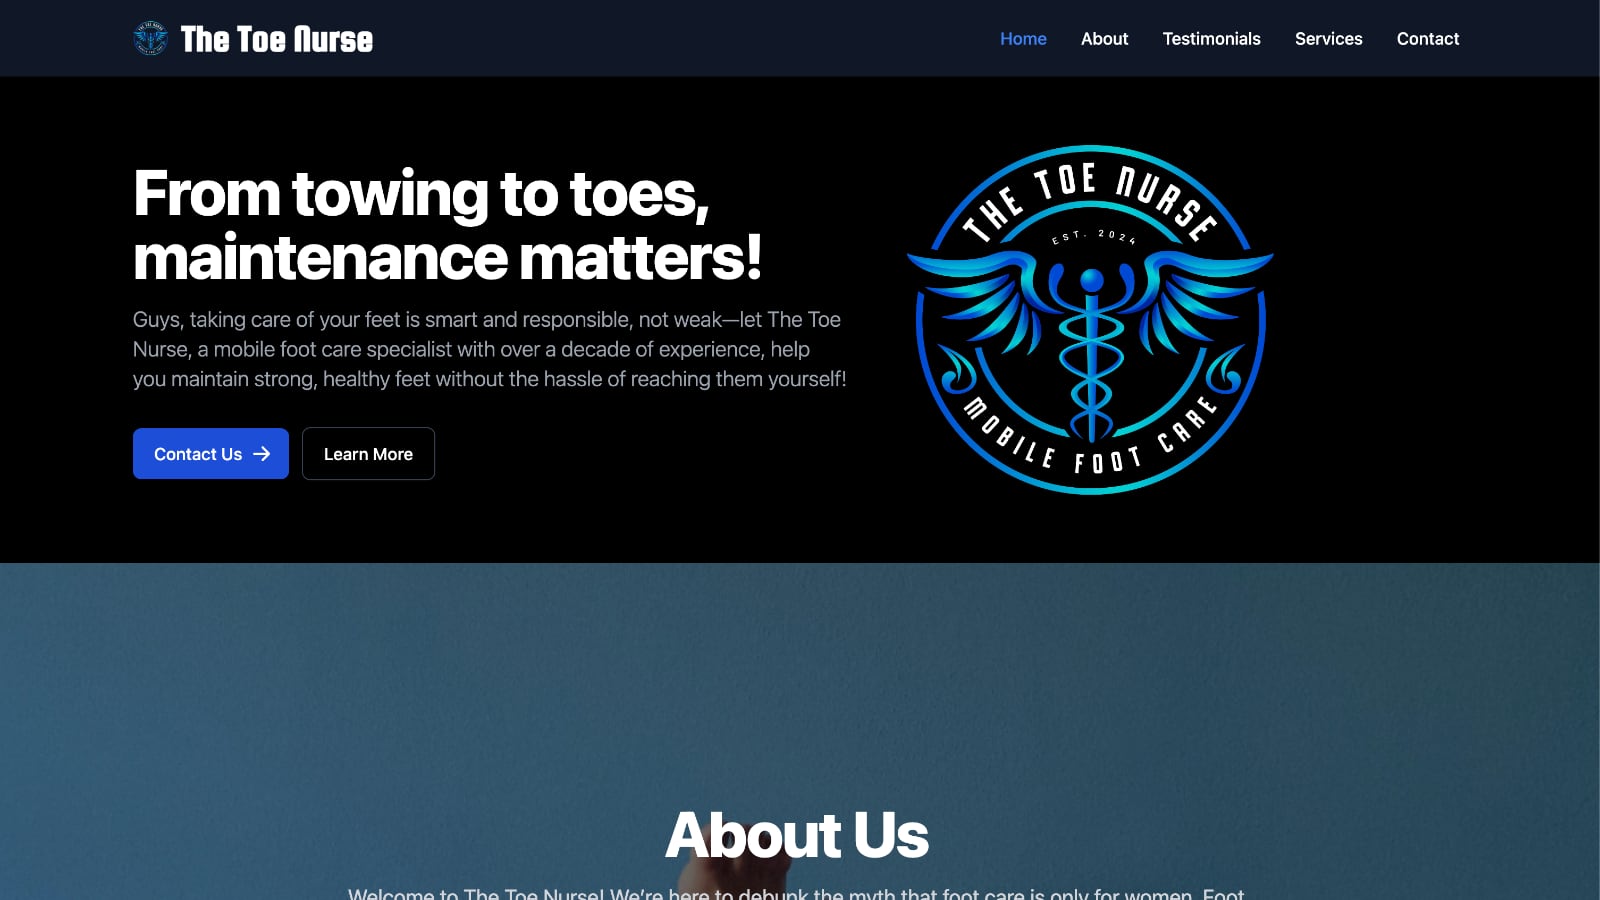 The Toe Nurse
Home
About
Testimonials
Services
Contact
From towing to toes,
maintenance matters!
Guys, taking care of your feet is smart and responsible, not weak—let The Toe
Nurse, a mobile foot care specialist with over a decade of experience, help
you maintain strong, healthy feet without the hassle of reaching them yourself!
Contact Us
Learn More
THE TOE NURSE
EST. 2024
MOBILE FOOT CARE
About Us
Welcome to The Toe Nurse! We're here to debunk the myth that foot care is only for women. Foot